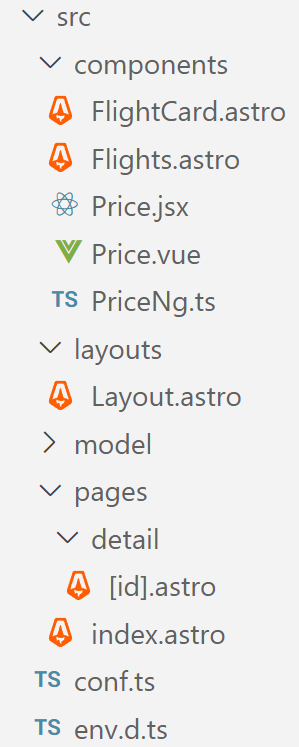 src
components
FlightCard.astro
Flights.astro
Price.jsx
Price.vue
TS PriceNg.ts
layouts
Layout.astro
model
pages
detail
[id].astro
index.astro
TS conf.ts
TS env.d.ts